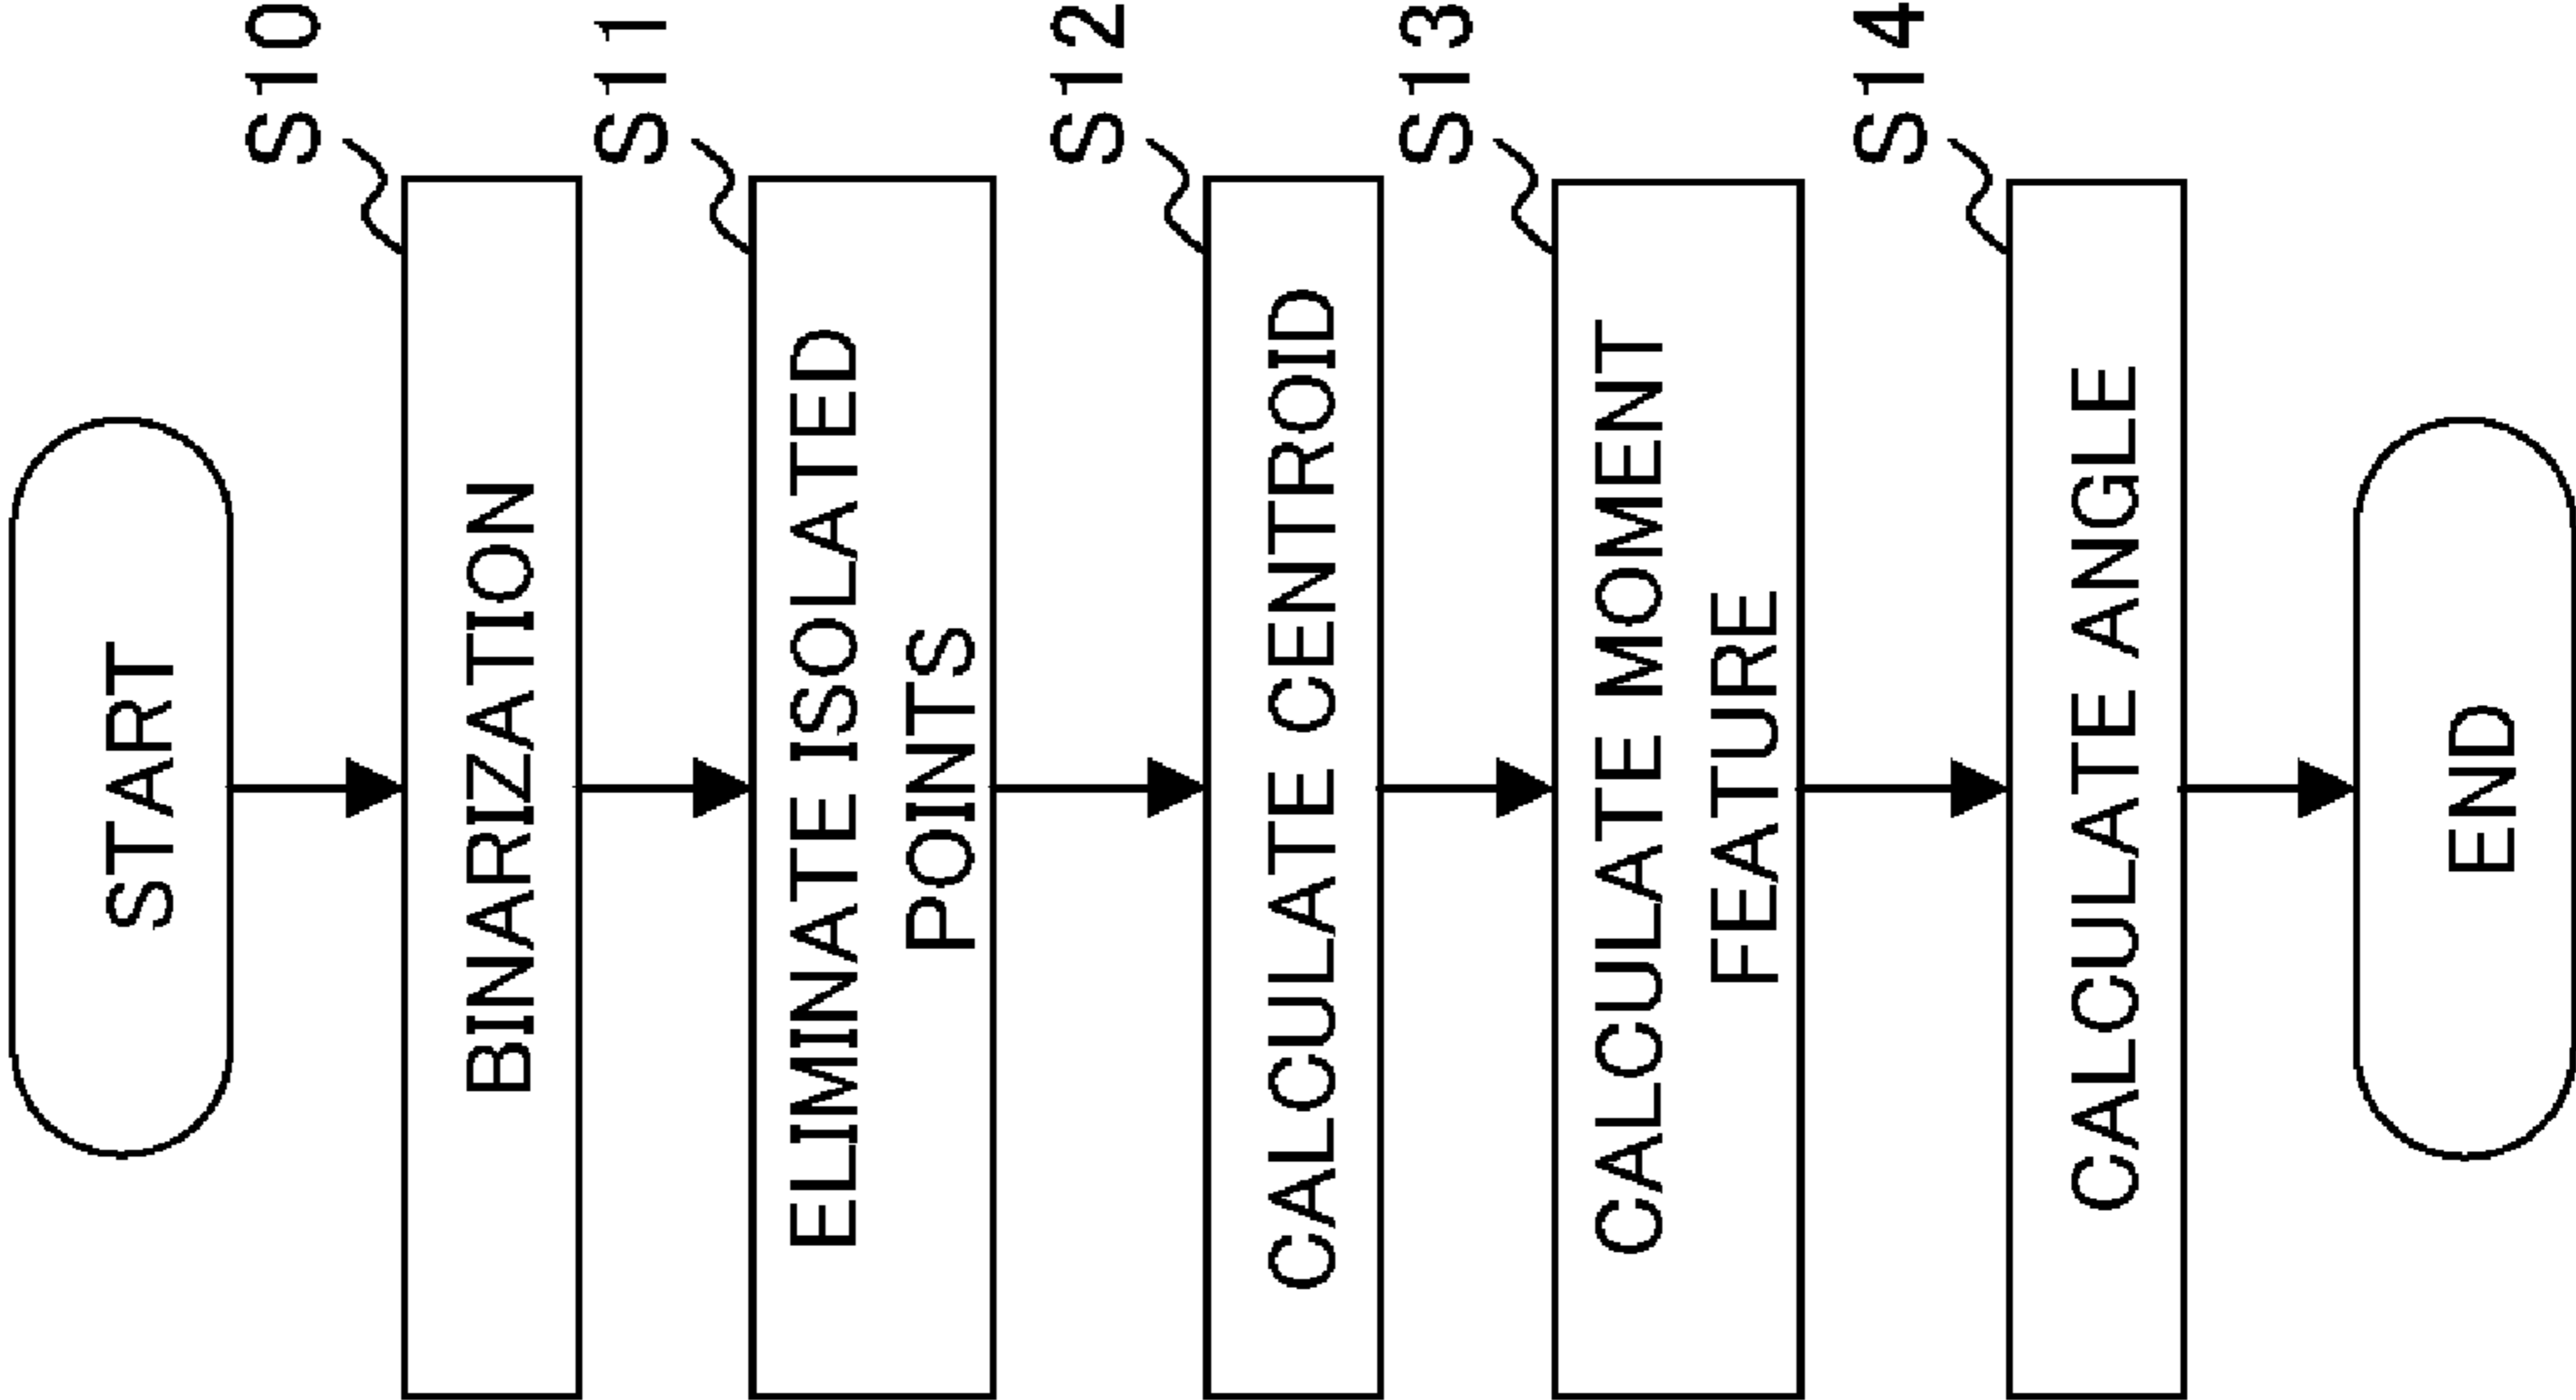 START
S10
BINARIZATION
S11
ELIMINATE ISOLATED
POINTS
S12
CALCULATE CENTROID
S13
CALCULATE MOMENT
FEATURE
S14
CALCULATE ANGLE
END